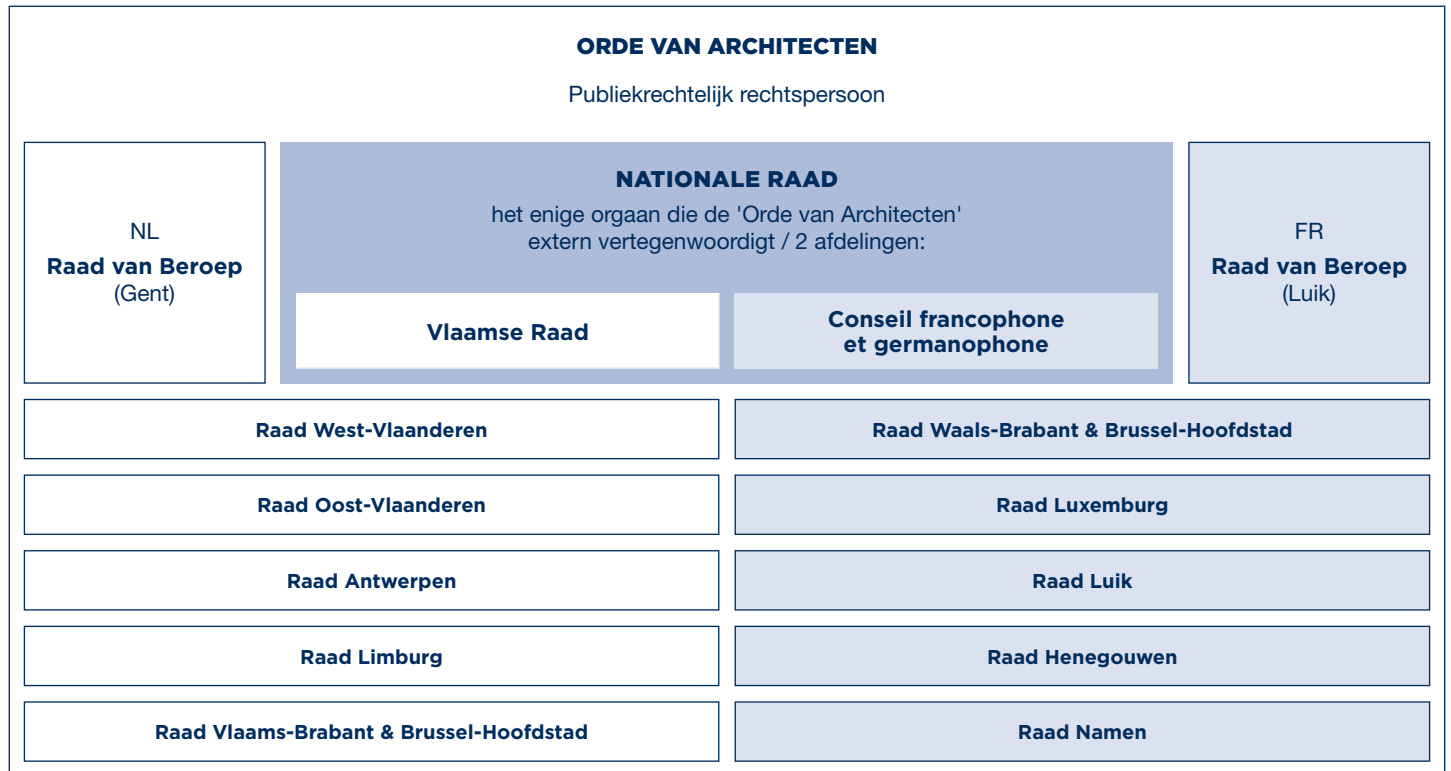 ORDE VAN ARCHITECTEN
Publiekrechtelijk rechtspersoon
NL
Raad van Beroep
(Gent)
NATIONALE RAAD
het enige orgaan die de 'Orde van Architecten'
extern vertegenwoordigt / 2 afdelingen:
Vlaamse Raad
Conseil francophone
et germanophone
FR
Raad van Beroep
(Luik)
Raad West-Vlaanderen
Raad Waals-Brabant & Brussel-Hoofdstad
Raad Oost-Vlaanderen
Raad Luxemburg
Raad Antwerpen
Raad Luik
Raad Limburg
Raad Henegouwen
Raad Vlaams-Brabant & Brussel-Hoofdstad
Raad Namen